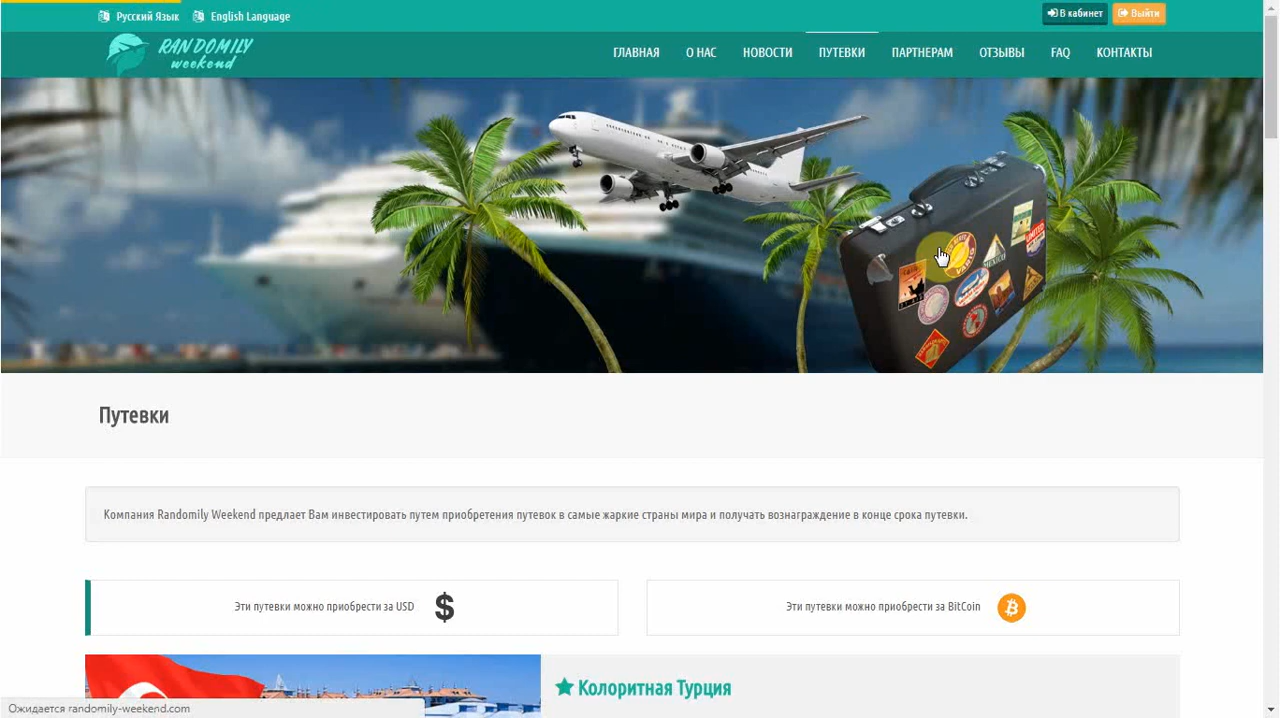 Русский Язык English Language
В кабинет Выйти
RANDOMILY
weekend
ГЛАВНАЯ О НАС НОВОСТИ ПУТЕВКИ ПАРТНЕРАМ ОТЗЫВЫ FAQ КОНТАКТЫ
Путевки
Компания Randomily Weekend предлает Вам инвестировать путем приобретения путевок в самые жаркие страны мира и получать вознаграждение в конце срока путевки.
Эти путевки можно приобрести за USD $
Эти путевки можно приобрести за BitCoin
Колоритная Турция
Ожидается randomily-weekend.com